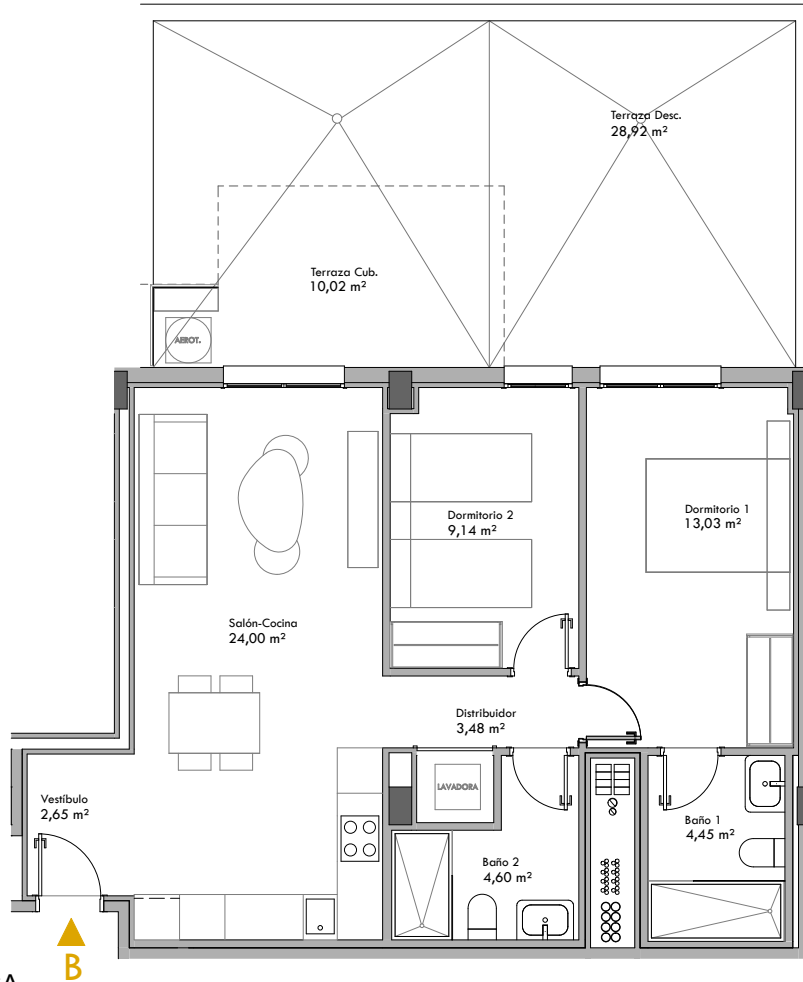 Terraza Desc.
28,92 m²
Terraza Cub.
10,02 m²
AEROT.
Dormitorio 2
9,14 m²
Dormitorio 1
13,03 m²
Salón-Cocina
24,00 m²
Distribuidor
3,48 m²
LAVADORA
Vestíbulo
2,65 m²
Baño 1
4,45 m²
Baño 2
4,60 m²
B
A